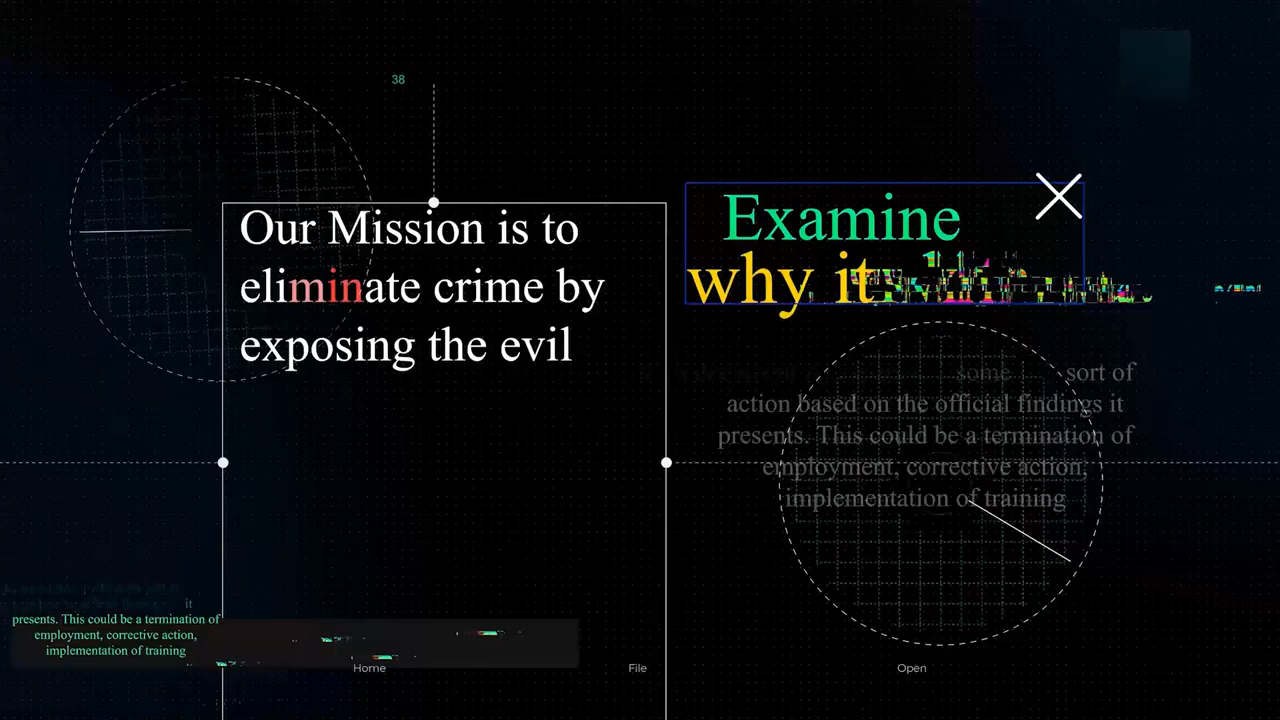 38
Our Mission is to
eliminate crime by
exposing the evil
Examine
why it
some sort of
action based on the official findings it
presents. This could be a termination of
employment, corrective action,
implementation of training
it
presents. This could be a termination of
employment, corrective action,
implementation of training
Home
File
Open